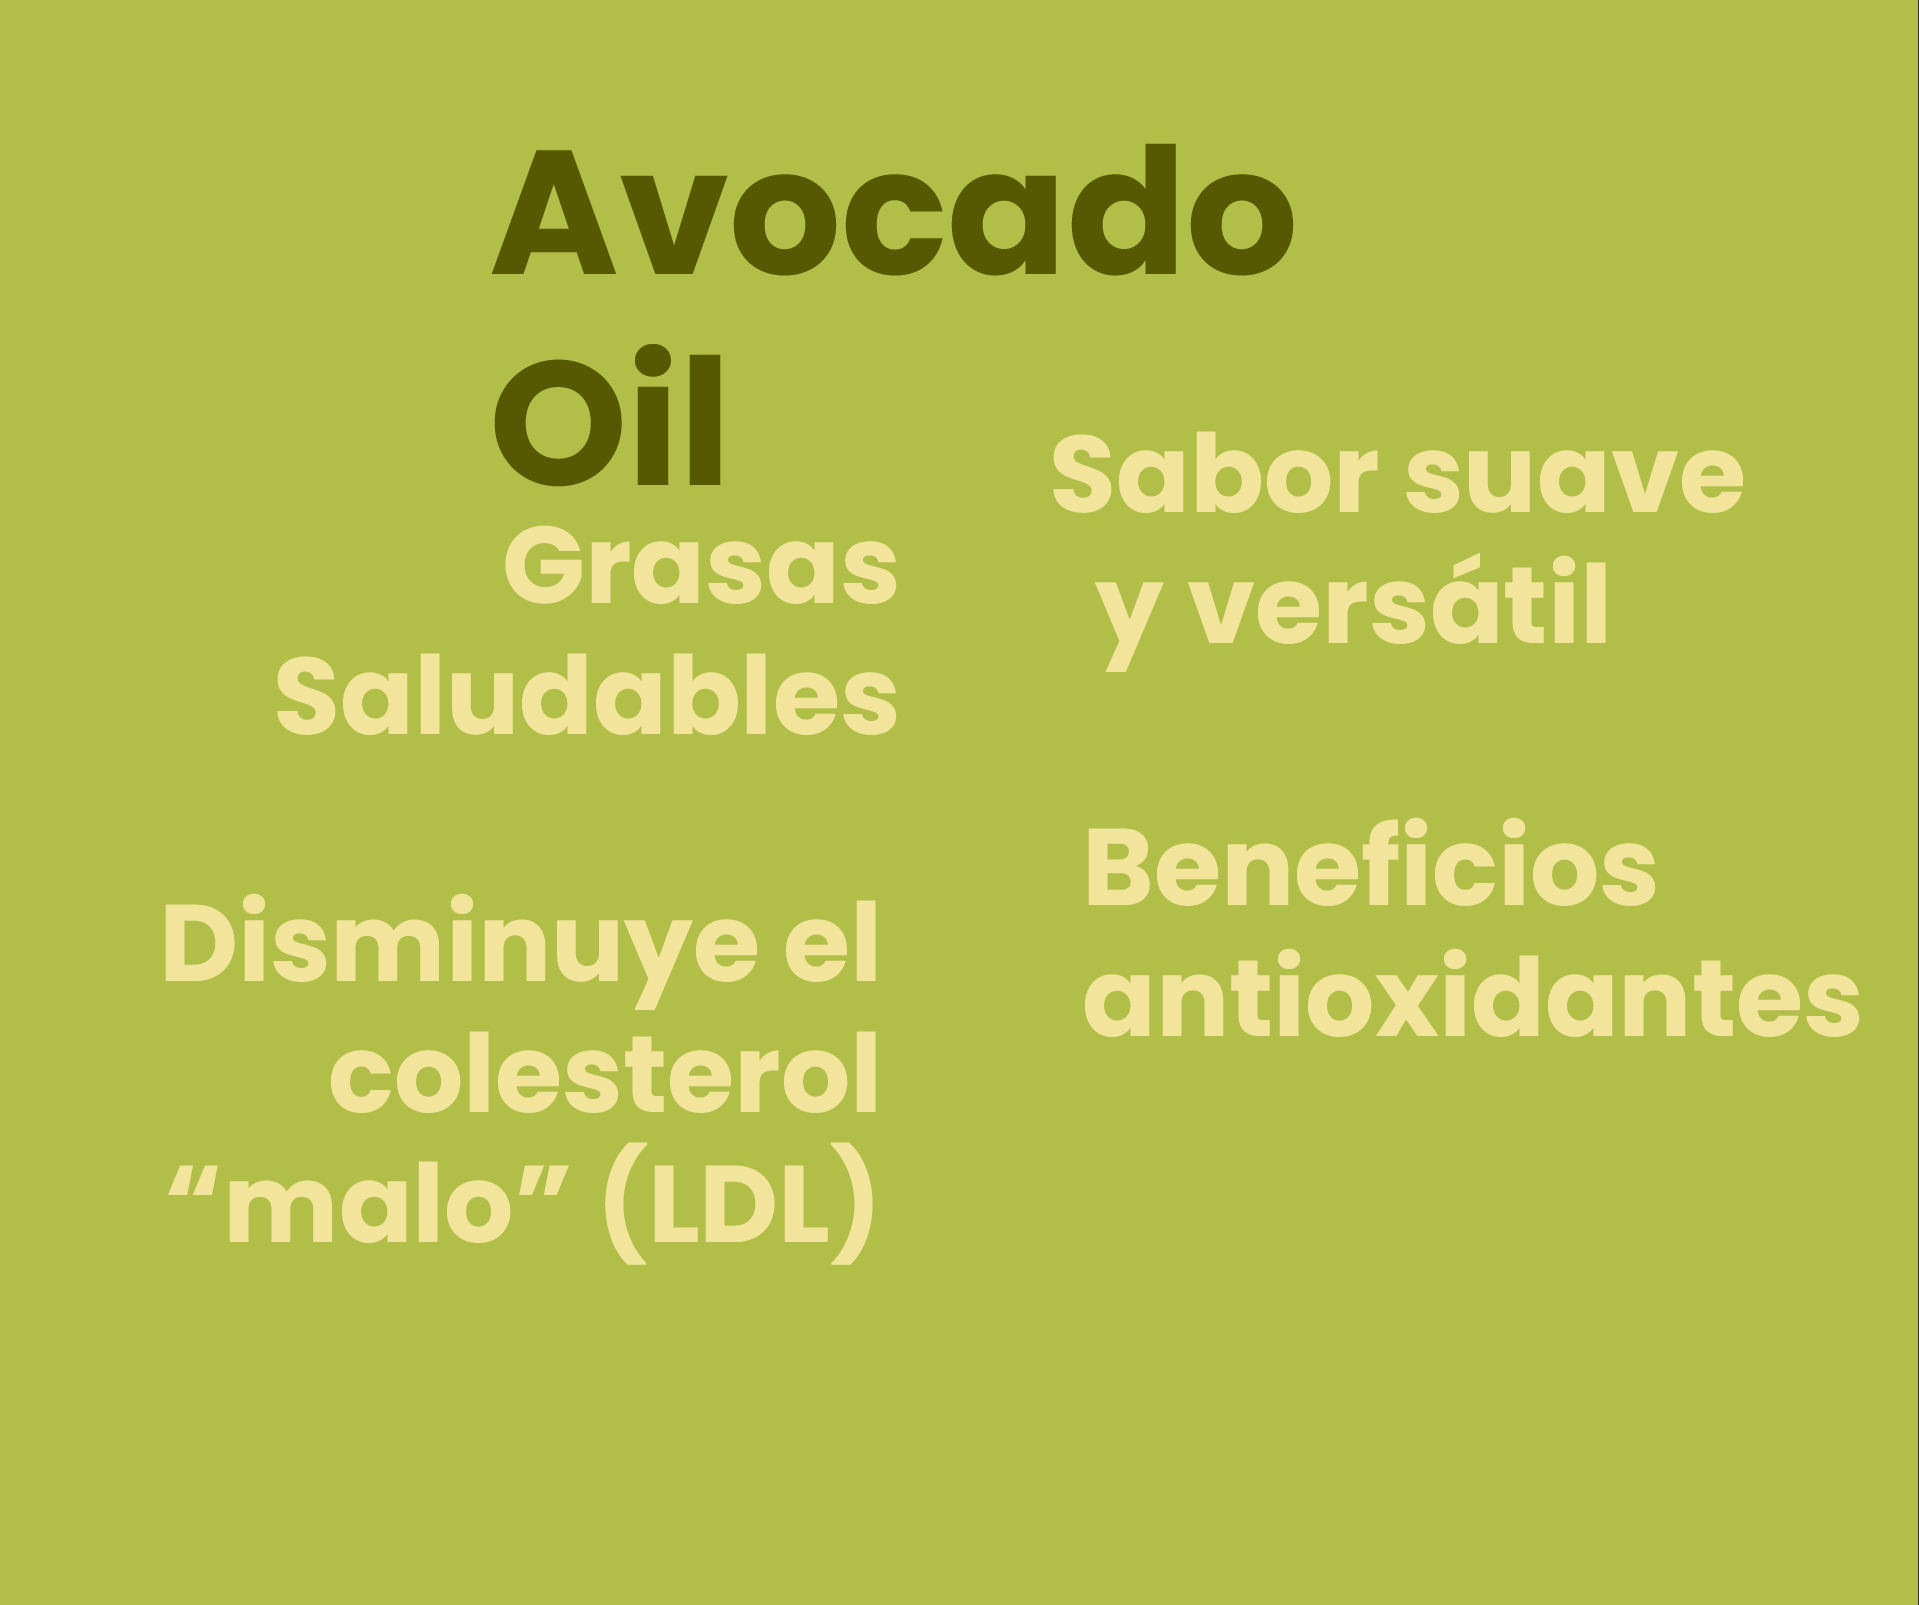 Avocado
Oil
Grasas
Saludables
Disminuye el
colesterol
“malo” (LDL)
Sabor suave
y versátil
Beneficios
antioxidantes